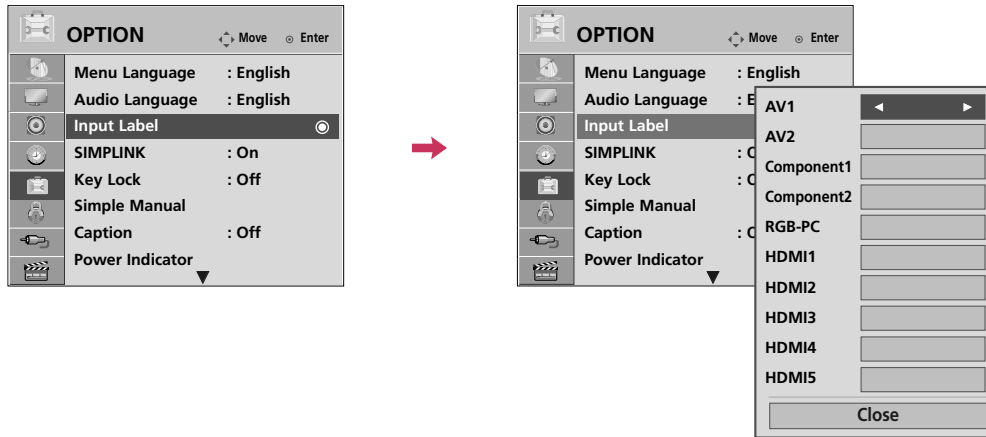 OPTION Move Enter
Menu Language : English
Audio Language : English
Input Label
SIMPLINK : On
Key Lock : Off
Simple Manual
Caption : Off
Power Indicator
OPTION Move Enter
Menu Language : English
Audio Language : E
Input Label
SIMPLINK : O
Key Lock : O
Simple Manual
Caption : O
Power Indicator
AV1
AV2
Component1
Component2
RGB-PC
HDMI1
HDMI2
HDMI3
HDMI4
HDMI5
Close